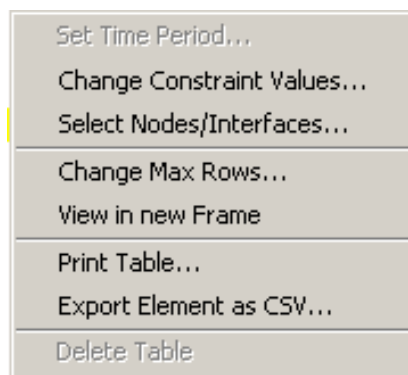 Set Time Period...
Change Constraint Values...
Select Nodes/Interfaces...
Change Max Rows...
View in new Frame
Print Table...
Export Element as CSV...
Delete Table